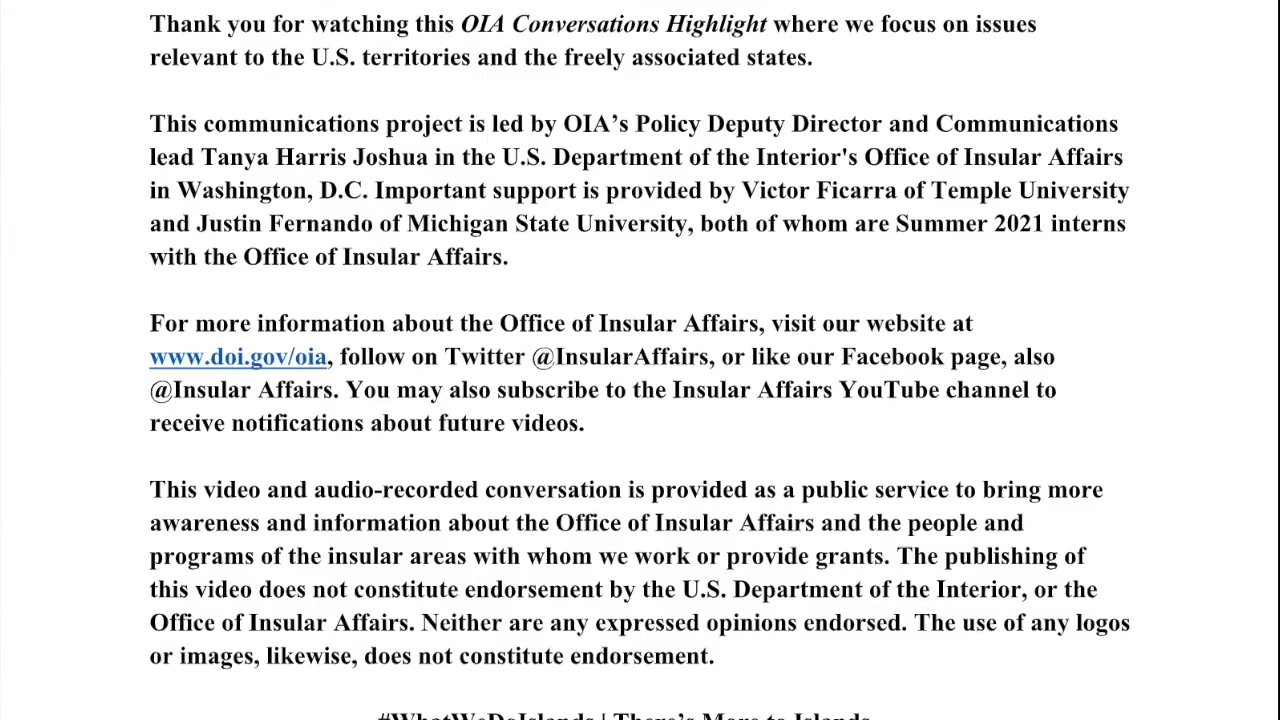 Thank you for watching this OIA Conversations Highlight where we focus on issues
relevant to the U.S. territories and the freely associated states.
This communications project is led by OIA’s Policy Deputy Director and Communications
lead Tanya Harris Joshua in the U.S. Department of the Interior's Office of Insular Affairs
in Washington, D.C. Important support is provided by Victor Ficarra of Temple University
and Justin Fernando of Michigan State University, both of whom are Summer 2021 interns
with the Office of Insular Affairs.
For more information about the Office of Insular Affairs, visit our website at
www.doi.gov/oia, follow on Twitter @InsularAffairs, or like our Facebook page, also
@Insular Affairs. You may also subscribe to the Insular Affairs YouTube channel to
receive notifications about future videos.
This video and audio-recorded conversation is provided as a public service to bring more
awareness and information about the Office of Insular Affairs and the people and
programs of the insular areas with whom we work or provide grants. The publishing of
this video does not constitute endorsement by the U.S. Department of the Interior, or the
Office of Insular Affairs. Neither are any expressed opinions endorsed. The use of any logos
or images, likewise, does not constitute endorsement.
#WhatWeDoIslands | There’s More to Islands